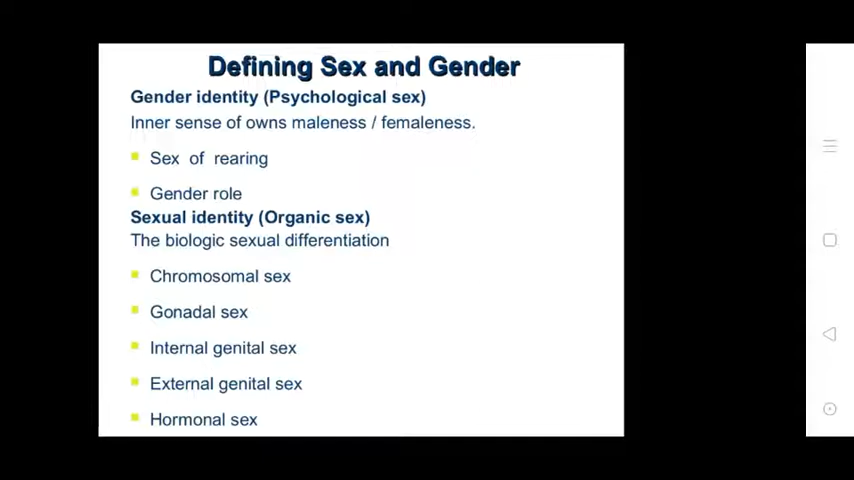 Defining Sex and Gender
Gender identity (Psychological sex)
Inner sense of owns maleness / femaleness.
Sex of rearing
Gender role
Sexual identity (Organic sex)
The biologic sexual differentiation
Chromosomal sex
Gonadal sex
Internal genital sex
External genital sex
Hormonal sex